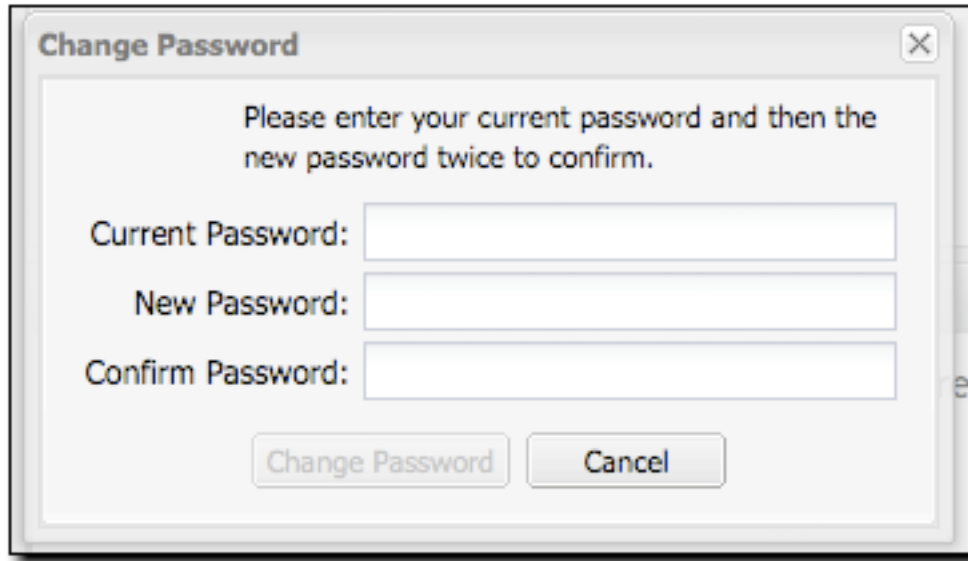 Change Password
Please enter your current password and then the
new password twice to confirm.
Current Password:
New Password:
Confirm Password:
re
Change Password Cancel